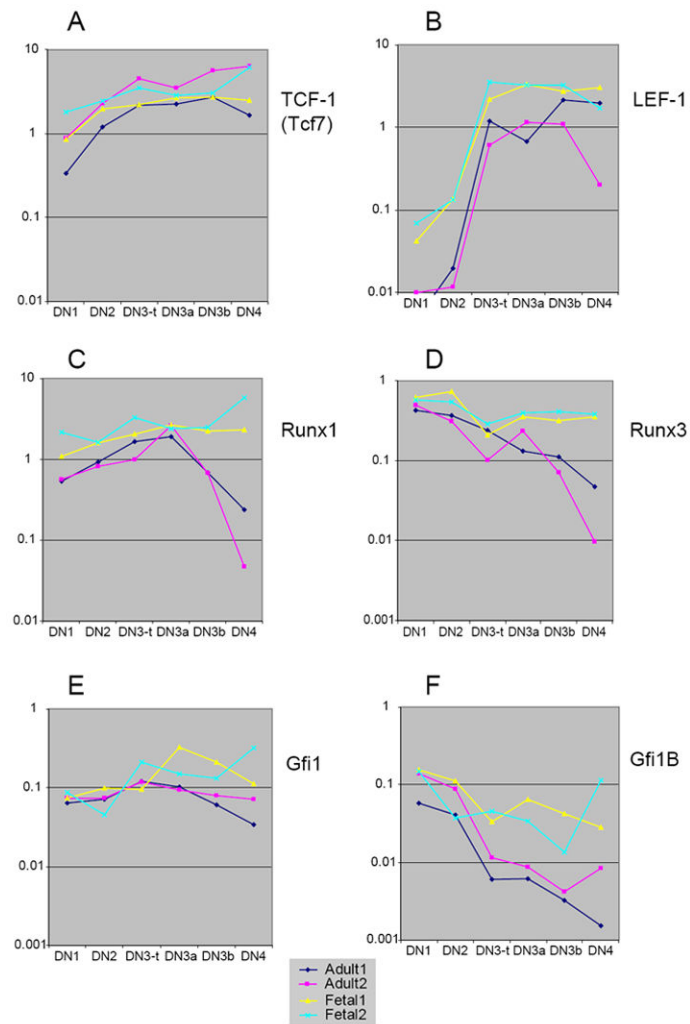 A
10
1
0.1
0.01
DN1 DN2 DN3-t DN3a DN3b DN4
TCF-1
(Tcf7)
B
10
1
0.1
0.01
DN1 DN2 DN3-t DN3a DN3b DN4
LEF-1
C
10
1
0.1
0.01
DN1 DN2 DN3-t DN3a DN3b DN4
Runx1
D
1
0.1
0.01
0.001
DN1 DN2 DN3-t DN3a DN3b DN4
Runx3
E
1
0.1
0.01
0.001
DN1 DN2 DN3-t DN3a DN3b DN4
Gfi1
F
1
0.1
0.01
0.001
DN1 DN2 DN3-t DN3a DN3b DN4
Gfi1B
Adult1
Adult2
Fetal1
Fetal2